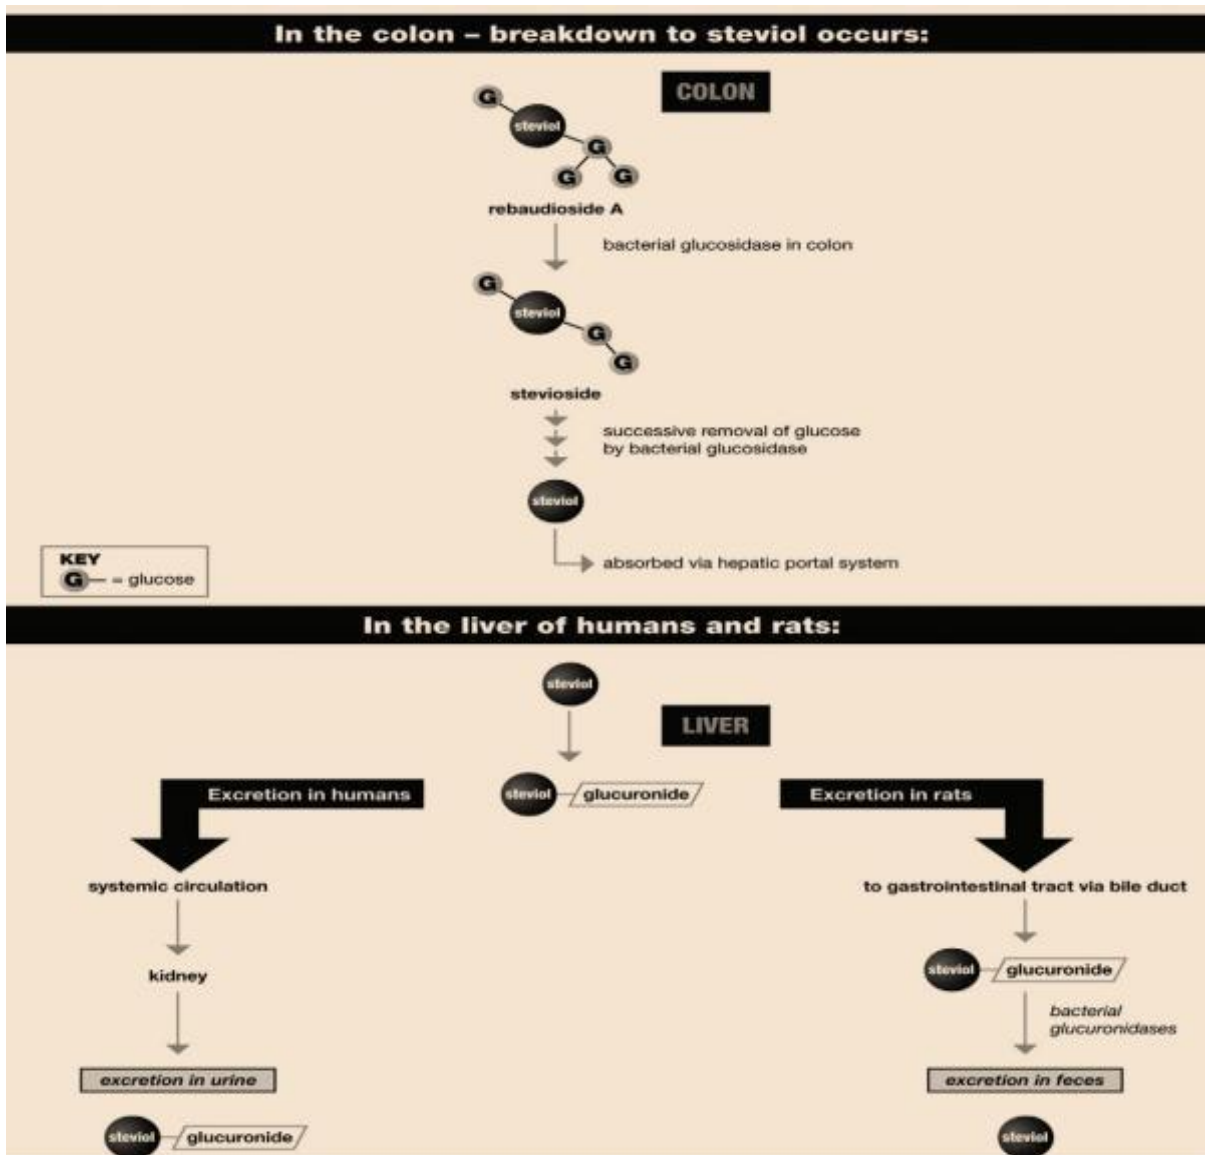 In the colon – breakdown to steviol occurs:
COLON
G
steviol
G
G
G
rebaudioside A
bacterial glucosidase in colon
G
steviol
G
G
stevioside
successive removal of glucose
by bacterial glucosidase
steviol
absorbed via hepatic portal system
KEY
G = glucose
In the liver of humans and rats:
steviol
LIVER
steviol glucuronide
Excretion in humans
Excretion in rats
systemic circulation
to gastrointestinal tract via bile duct
kidney
steviol glucuronide
bacterial
glucuronidases
excretion in urine
excretion in feces
steviol glucuronide
steviol